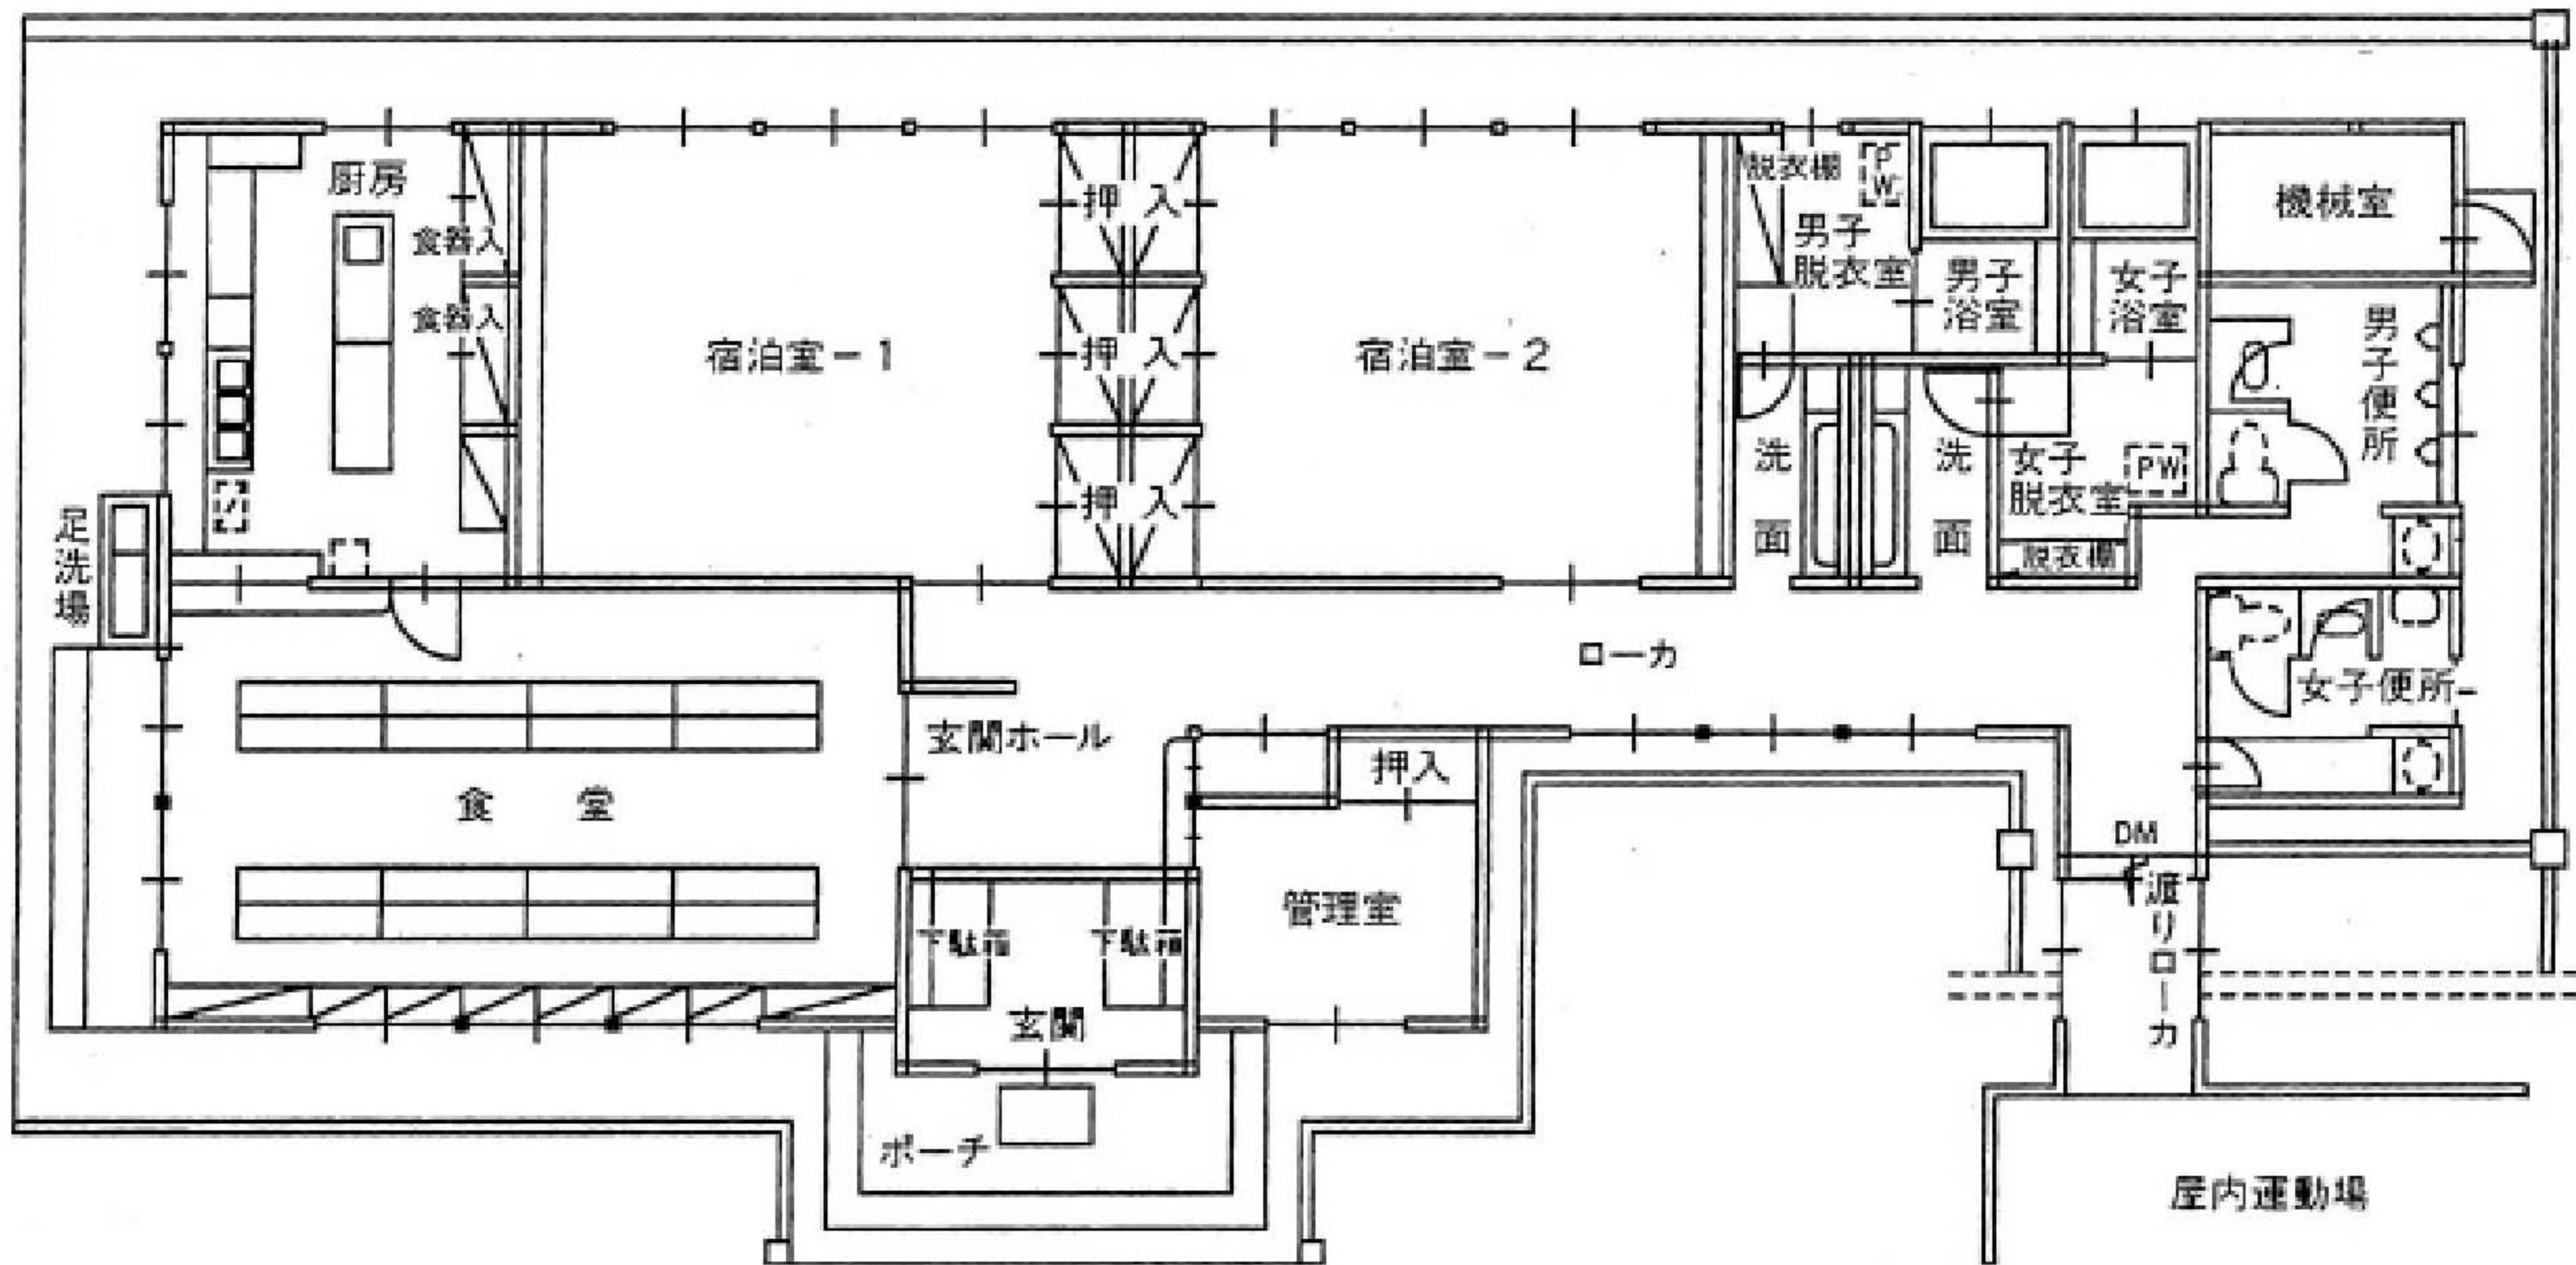 厨房
食器入
食器入
宿泊室-1
押入
押入
押入
宿泊室-2
脱衣棚
PW
男子
脱衣室
男子
浴室
女子
浴室
機械室
男子便所
洗面
洗面
女子
脱衣室
PW
脱衣棚
足洗場
ローカ
女子便所
玄関ホール
押入
食堂
管理室
下駄箱
下駄箱
玄関
DM
渡りローカ
ポーチ
屋内運動場